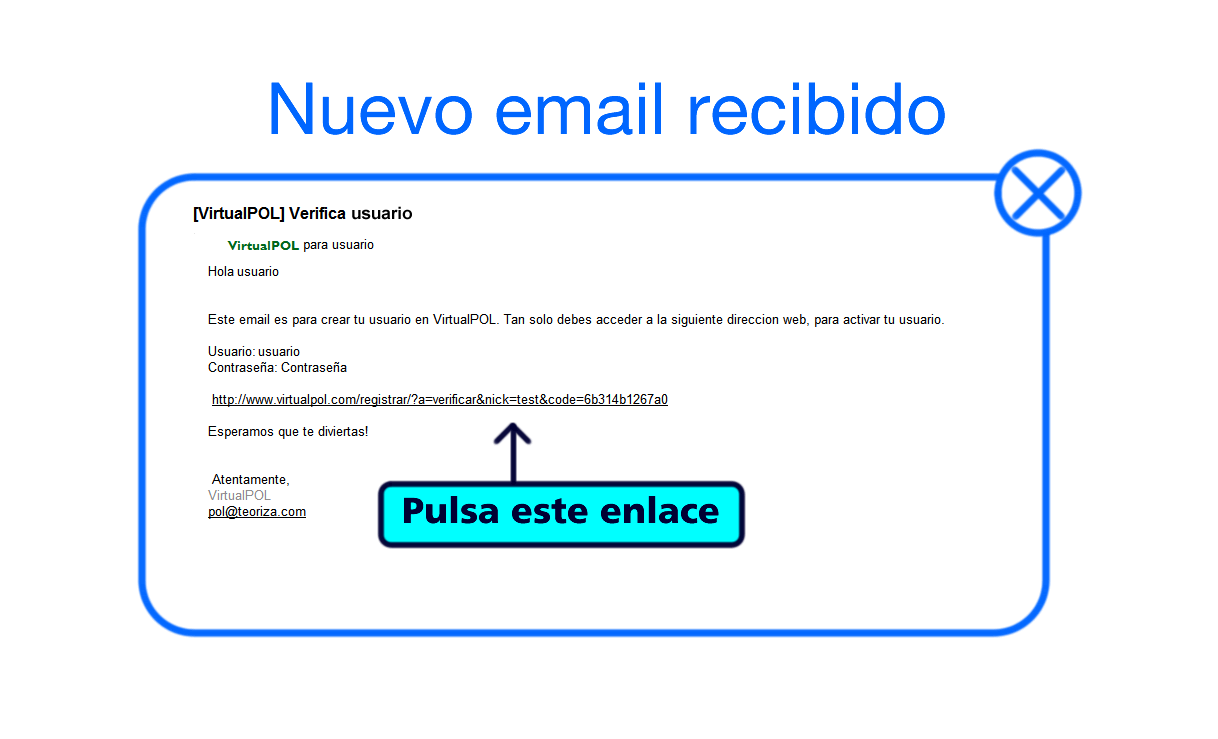 Nuevo email recibido
[VirtualPOL] Verifica usuario
VirtualPOL para usuario
Hola usuario
Este email es para crear tu usuario en VirtualPOL. Tan solo debes acceder a la siguiente direccion web, para activar tu usuario.
Usuario: usuario
Contraseña: Contraseña
http://www.virtualpol.com/registrar/?a=verificar&nick=test&code=6b314b1267a0
Esperamos que te diviertas!
Atentamente,
VirtualPOL
pol@teoriza.com
Pulsa este enlace